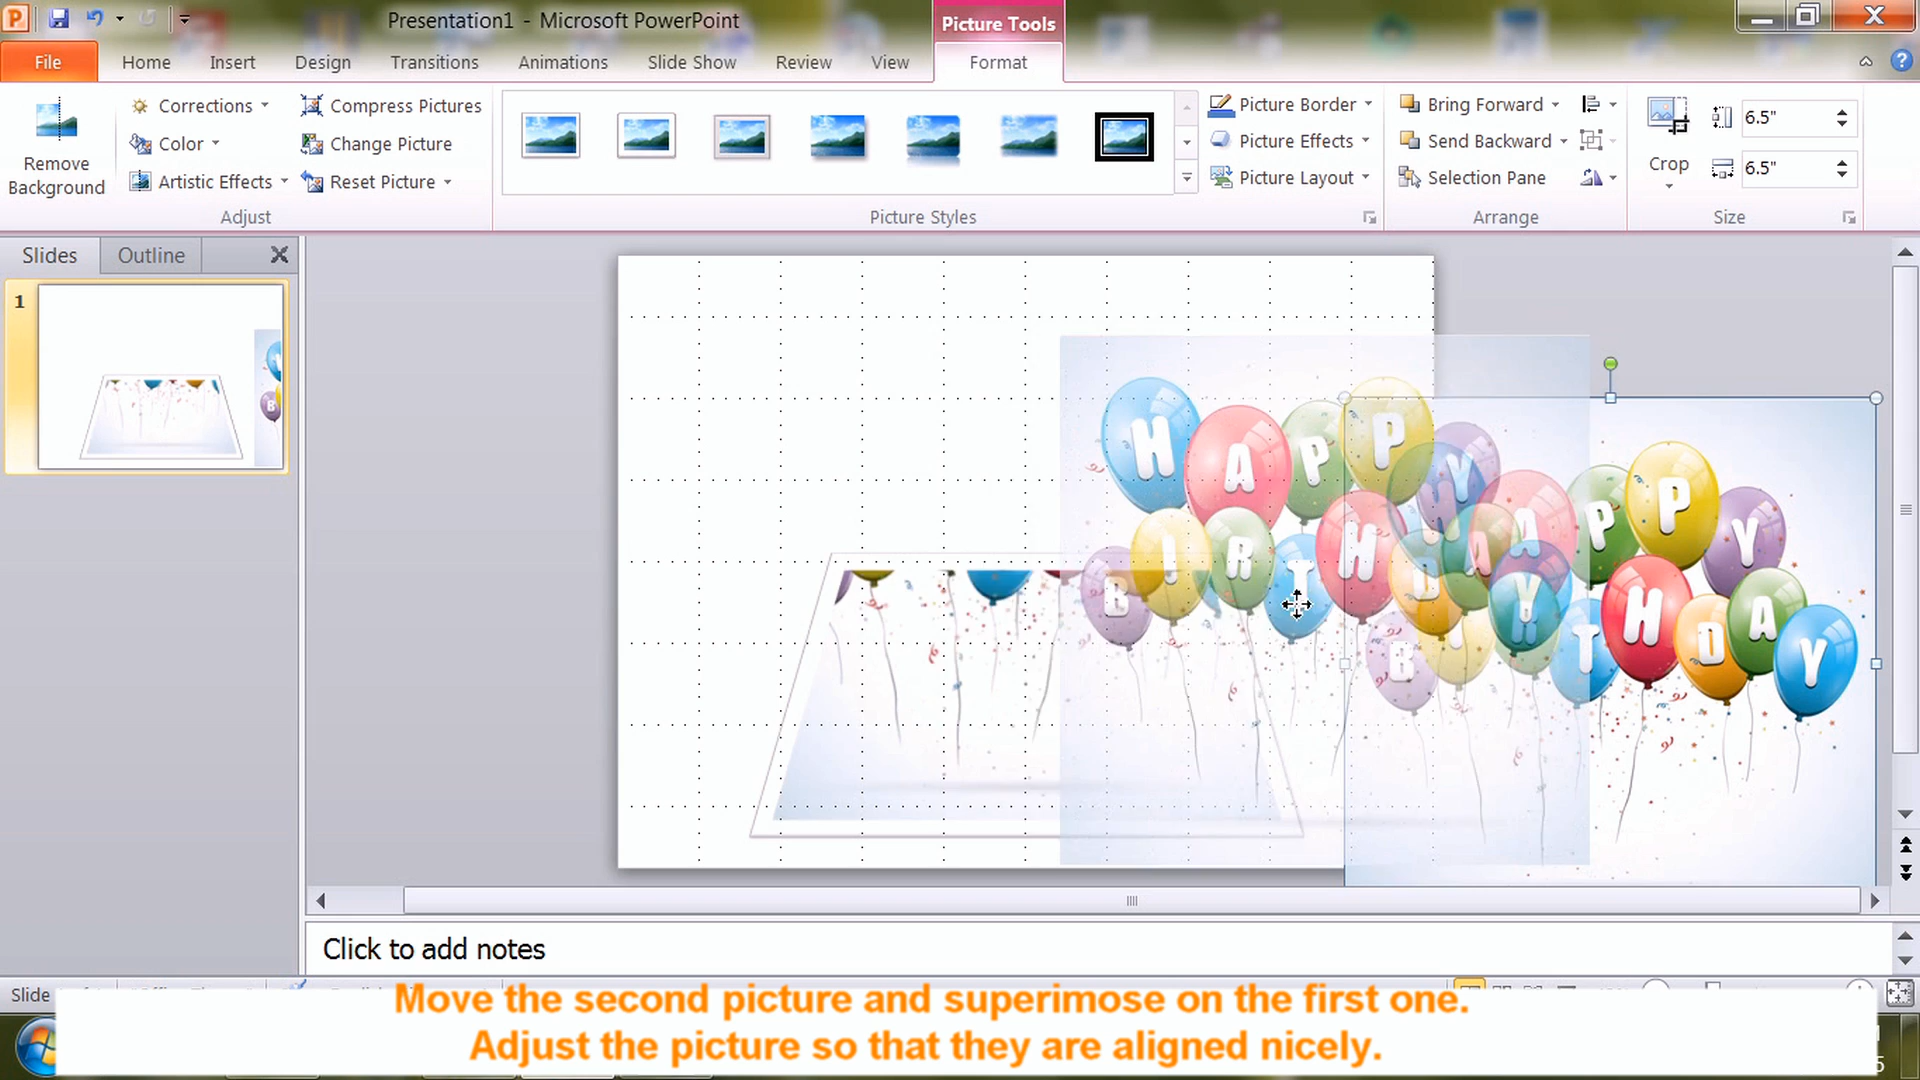 Presentation1 - Microsoft PowerPoint
Picture Tools
File Home Insert Design Transitions Animations Slide Show Review View Format
Remove Background
Corrections
Color
Artistic Effects
Compress Pictures
Change Picture
Reset Picture
Adjust
Picture Styles
Picture Border
Picture Effects
Picture Layout
Bring Forward
Send Backward
Selection Pane
Arrange
Crop
6.5"
6.5"
Size
Slides Outline
1
B
HAPPY
BIRTHDAY
HAPPY
BIRTHDAY
Click to add notes
Slide
Move the second picture and superimose on the first one.
Adjust the picture so that they are aligned nicely.